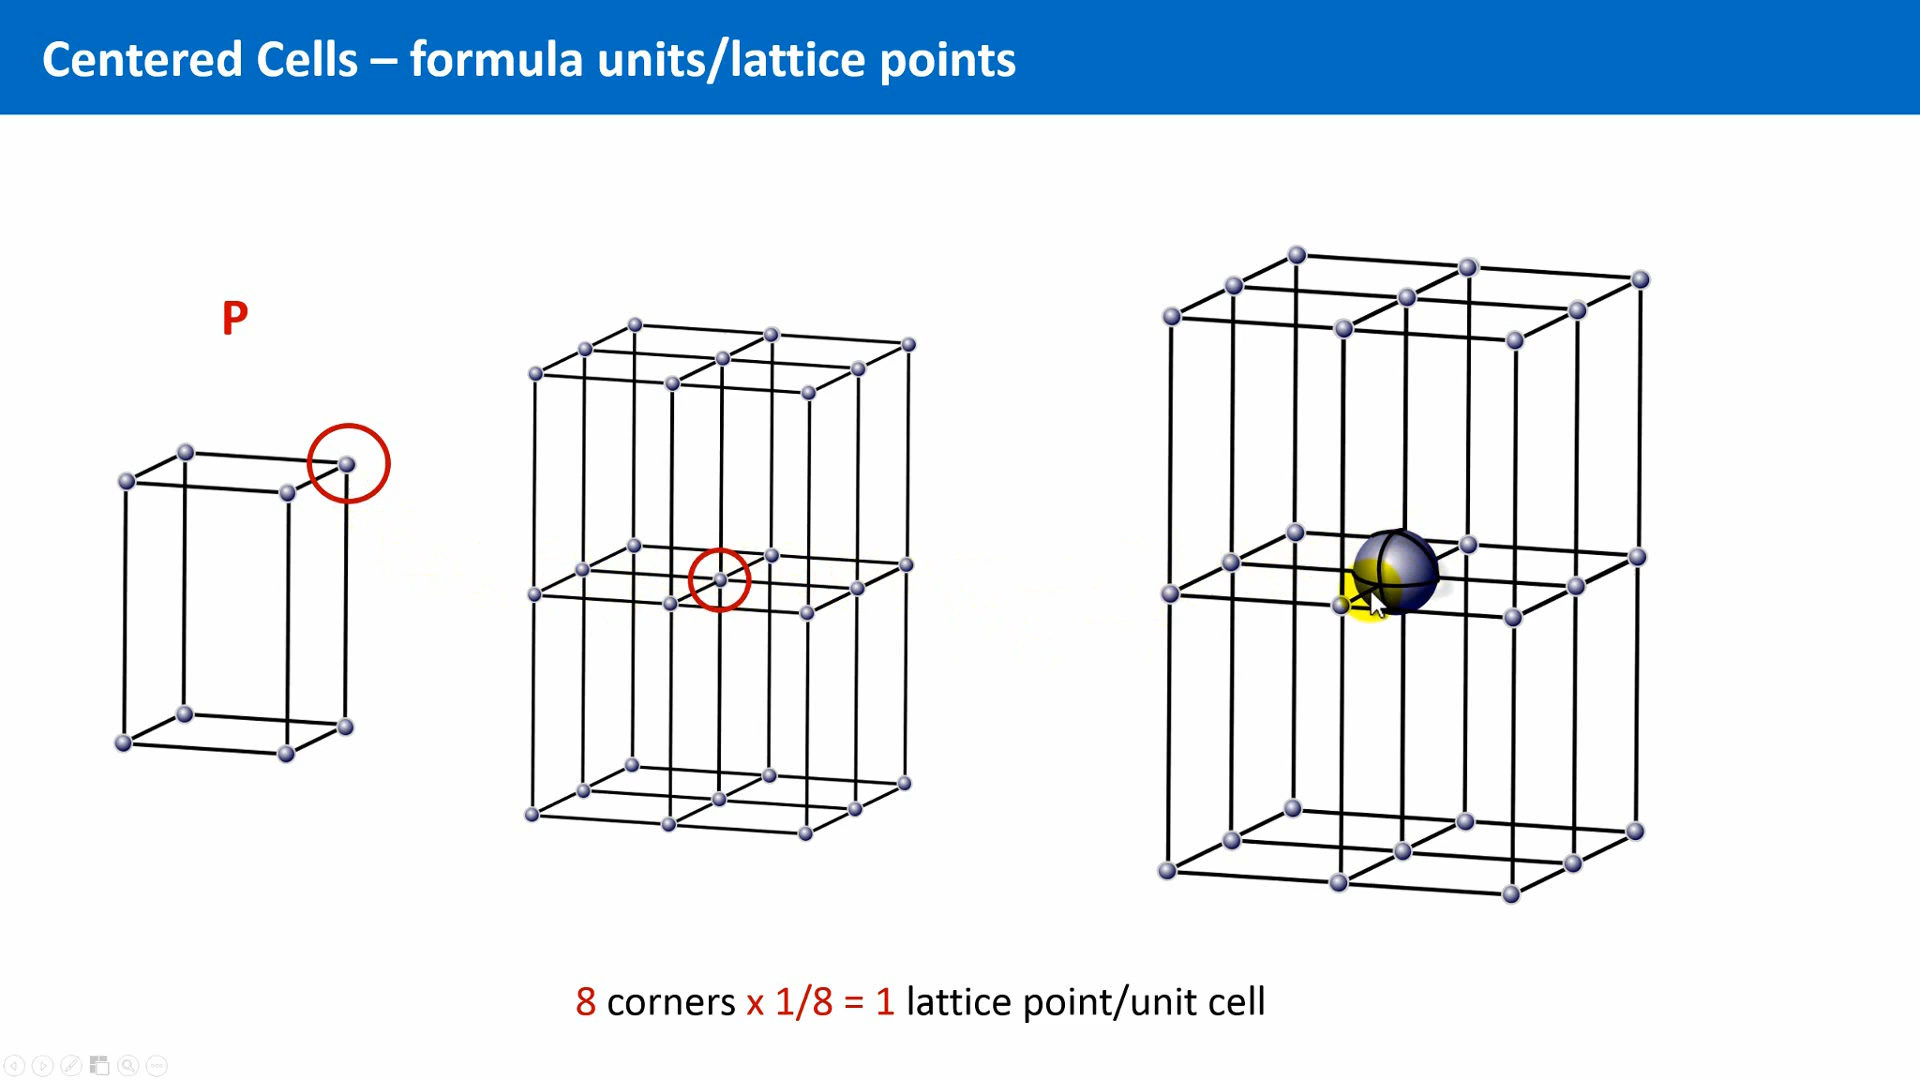 Centered Cells – formula units/lattice points
P
8 corners x 1/8 = 1 lattice point/unit cell